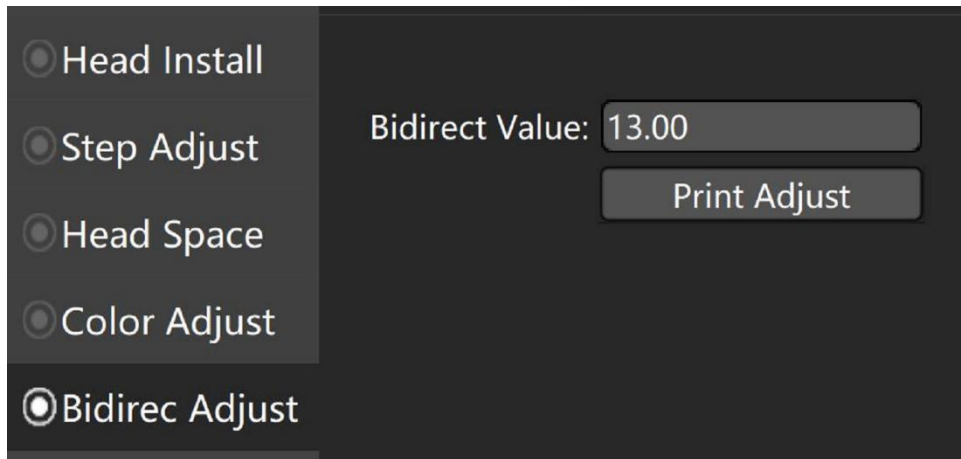 Head Install
Step Adjust
Head Space
Color Adjust
Bidirec Adjust
Bidirect Value: 13.00
Print Adjust